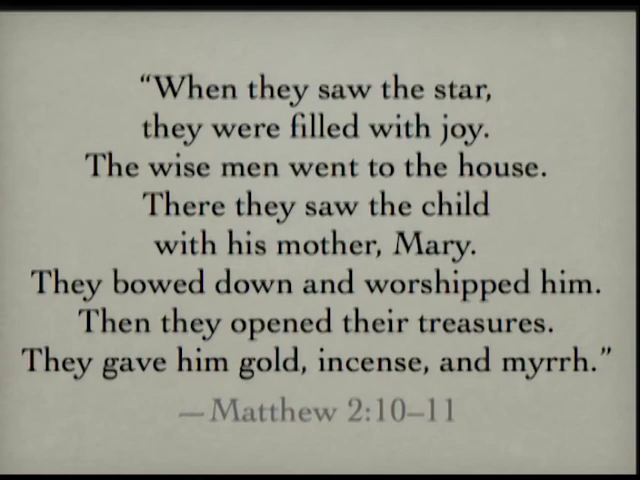 “When they saw the star,
they were filled with joy.
The wise men went to the house.
There they saw the child
with his mother, Mary.
They bowed down and worshipped him.
Then they opened their treasures.
They gave him gold, incense, and myrrh.”
—Matthew 2:10–11